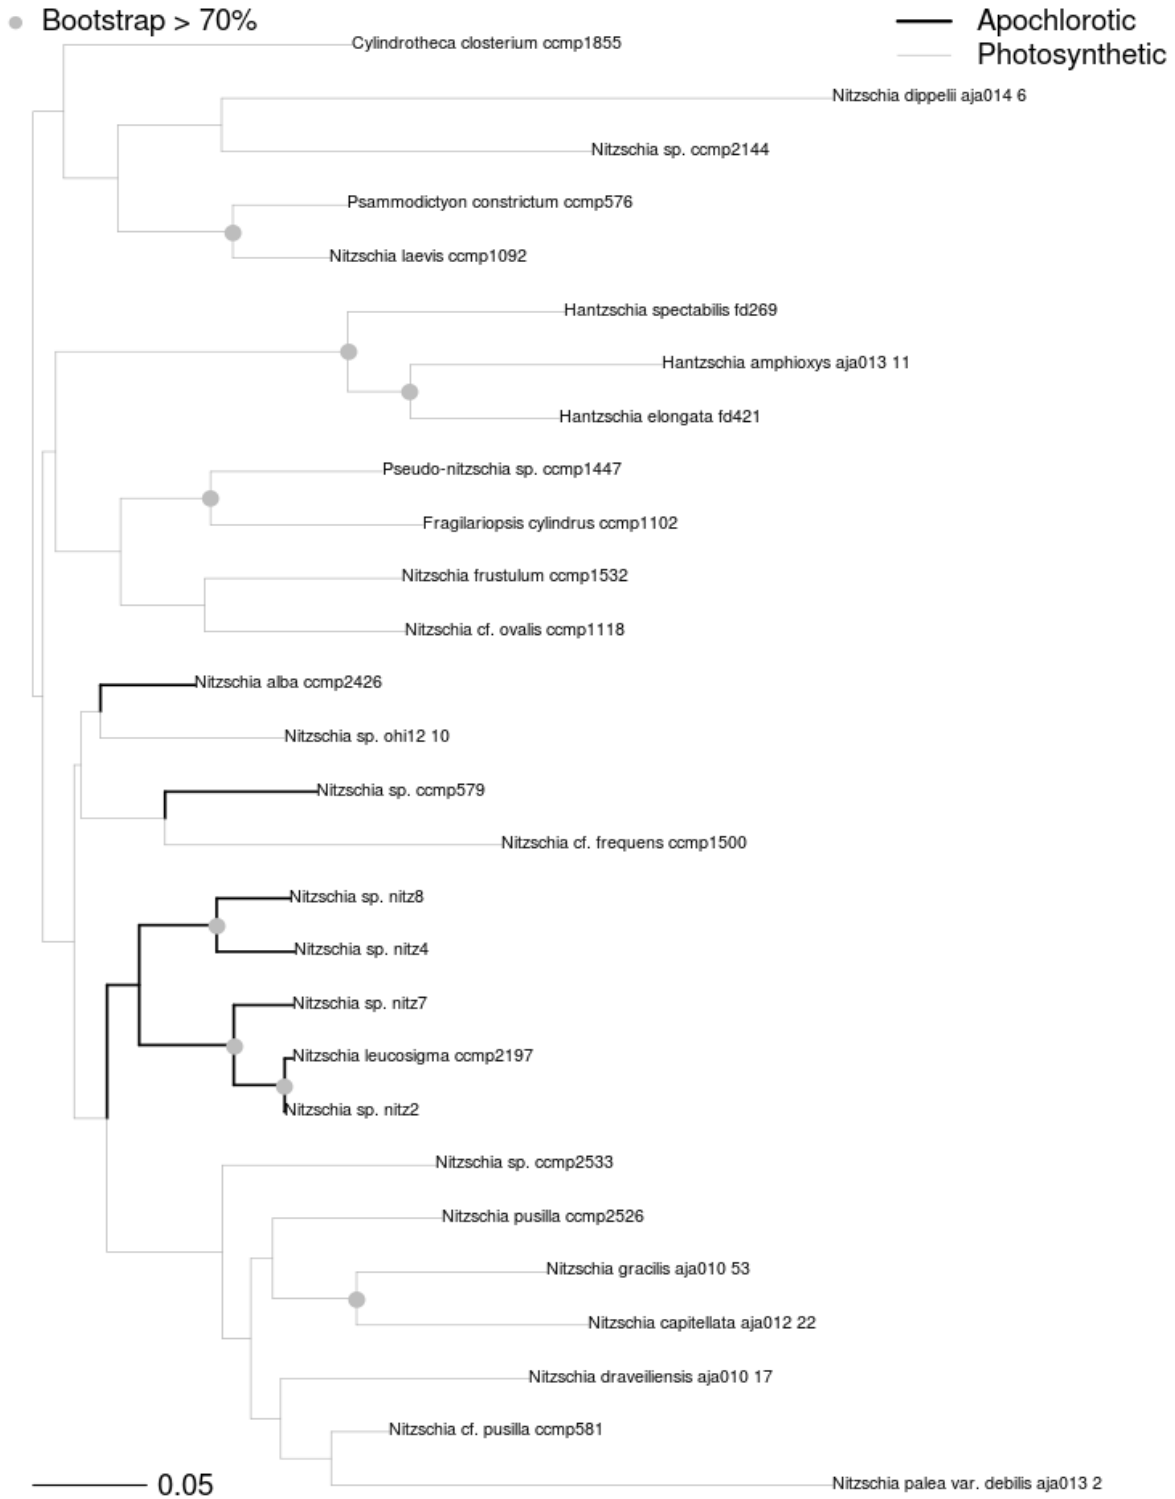 Bootstrap > 70%
Apochlorotic
Photosynthetic
Cylindrotheca closterium ccmp1855
Nitzschia dippelii aja014 6
Nitzschia sp. ccmp2144
Psammodictyon constrictum ccmp576
Nitzschia laevis ccmp1092
Hantzschia spectabilis fd269
Hantzschia amphioxys aja013 11
Hantzschia elongata fd421
Pseudo-nitzschia sp. ccmp1447
Fragilariopsis cylindrus ccmp1102
Nitzschia frustulum ccmp1532
Nitzschia cf. ovalis ccmp1118
Nitzschia alba ccmp2426
Nitzschia sp. ohi12 10
Nitzschia sp. ccmp579
Nitzschia cf. frequens ccmp1500
Nitzschia sp. nitz8
Nitzschia sp. nitz4
Nitzschia sp. nitz7
Nitzschia leucosigma ccmp2197
Nitzschia sp. nitz2
Nitzschia sp. ccmp2533
Nitzschia pusilla ccmp2526
Nitzschia gracilis aja010 53
Nitzschia capitellata aja012 22
Nitzschia draveiliensis aja010 17
Nitzschia cf. pusilla ccmp581
Nitzschia palea var. debilis aja013 2
0.05